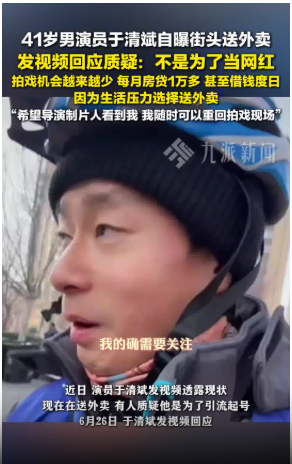 41岁男演员于清斌自曝街头送外卖
发视频回应质疑：不是为了当网红
拍戏机会越来越少 每月房贷1万多 甚至借钱度日
因为生活压力选择送外卖
“希望导演制片人看到我 我随时可以重回拍戏现场”
九派新闻
我的确需要关注
“近日 演员于清斌发视频透露现状
现在在送外卖 有人质疑他是为了引流起号
6月26日 于清斌发视频回应